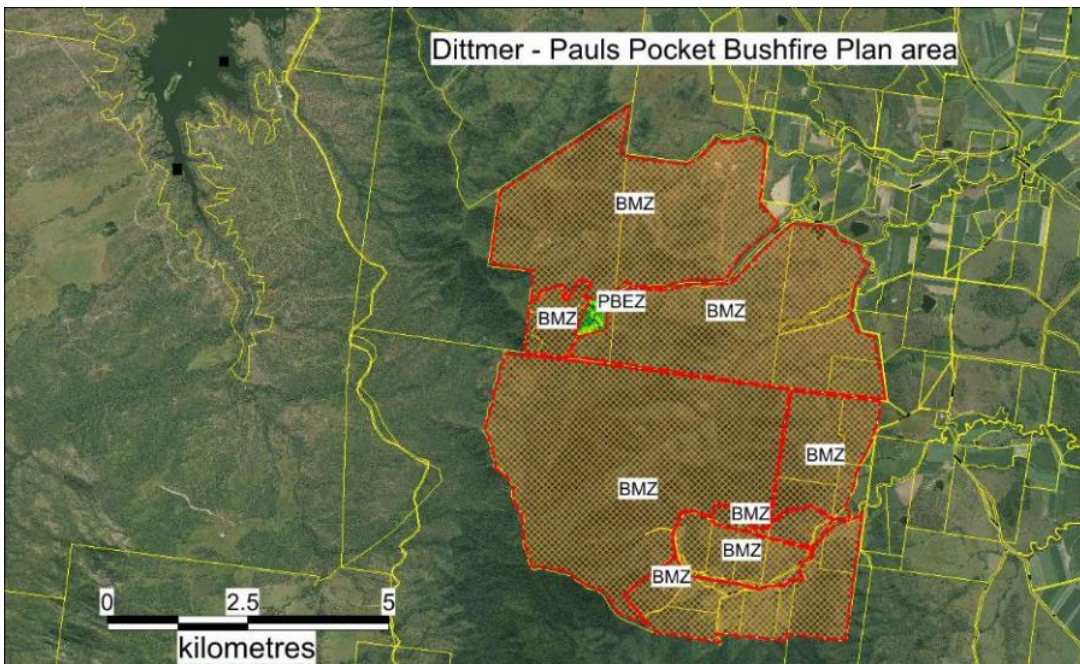 Dittmer - Pauls Pocket Bushfire Plan area
BMZ
PBEZ
BMZ
BMZ
BMZ
BMZ
BMZ
BMZ
BMZ
0 2.5 5
kilometres